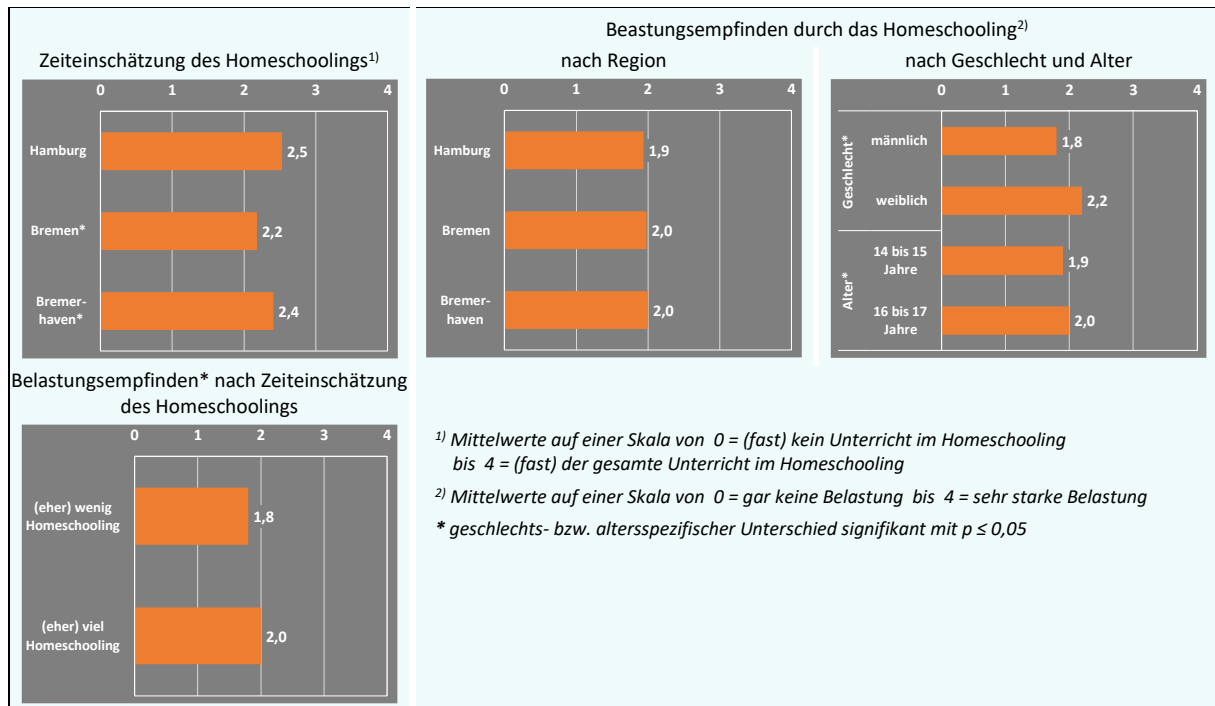 Zeiteinschätzung des Homeschoolings1)
0 1 2 3 4
Hamburg 2,5
Bremen* 2,2
Bremer-
haven* 2,4
Beastungsempfinden durch das Homeschooling2)
nach Region
0 1 2 3 4
Hamburg 1,9
Bremen 2,0
Bremer-
haven 2,0
nach Geschlecht und Alter
0 1 2 3 4
Geschlecht*
männlich 1,8
weiblich 2,2
Alter*
14 bis 15
Jahre 1,9
16 bis 17
Jahre 2,0
Belastungsempfinden* nach Zeiteinschätzung
des Homeschoolings
0 1 2 3 4
(eher) wenig
Homeschooling 1,8
(eher) viel
Homeschooling 2,0
1) Mittelwerte auf einer Skala von 0 = (fast) kein Unterricht im Homeschooling
bis 4 = (fast) der gesamte Unterricht im Homeschooling
2) Mittelwerte auf einer Skala von 0 = gar keine Belastung bis 4 = sehr starke Belastung
* geschlechts- bzw. altersspezifischer Unterschied signifikant mit p ≤ 0,05